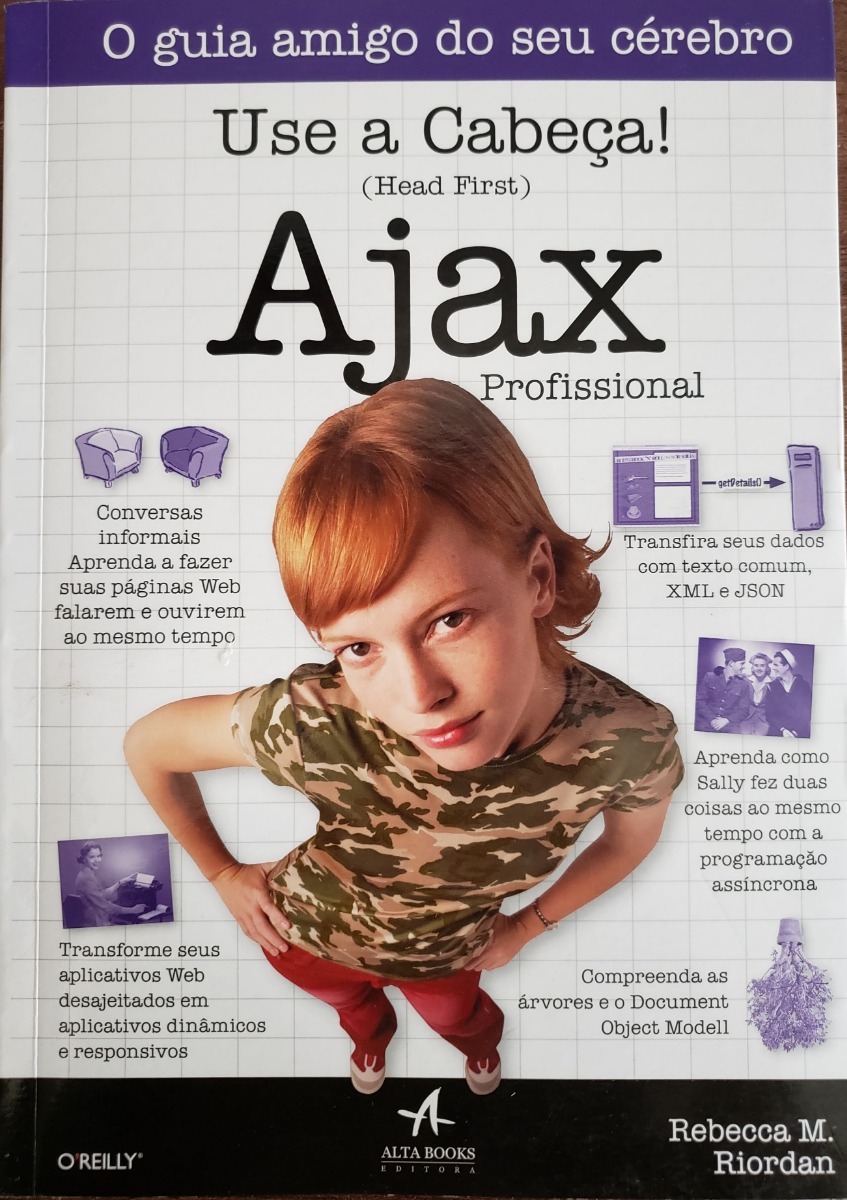 O guia amigo do seu cérebro
Use a Cabeça!
(Head First)
Ajax
Profissional
Conversas
informais
Aprenda a fazer
suas páginas Web
falarem e ouvirem
ao mesmo tempo
getDetails()
Transfira seus dados
com texto comum,
XML e JSON
Aprenda como
Sally fez duas
coisas ao mesmo
tempo com a
programação
assíncrona
Transforme seus
aplicativos Web
desajeitados em
aplicativos dinâmicos
e responsivos
Compreenda as
árvores e o Document
Object Modell
O'REILLY®
ALTA BOOKS
EDITORA
Rebecca M.
Riordan